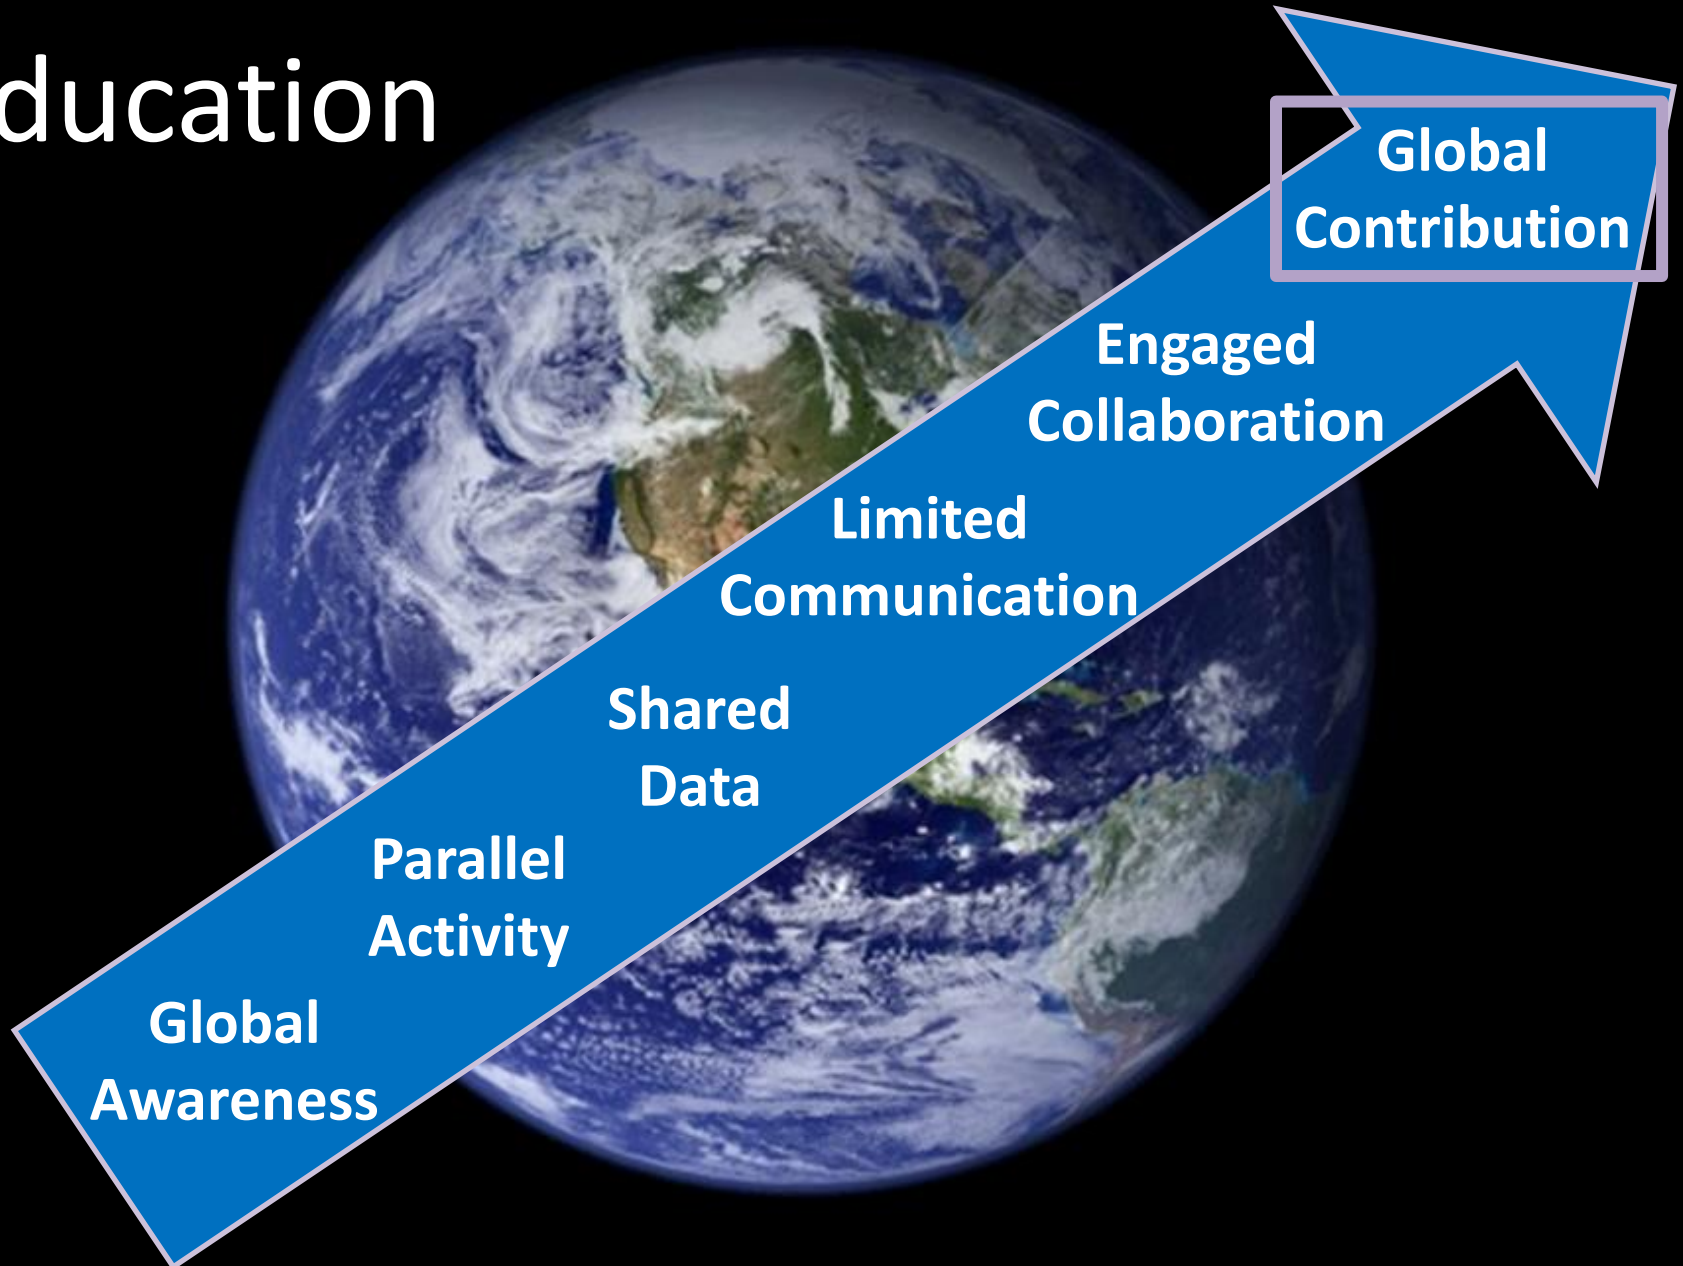 ducation
Global
Contribution
Engaged
Collaboration
Limited
Communication
Shared
Data
Parallel
Activity
Global
Awareness